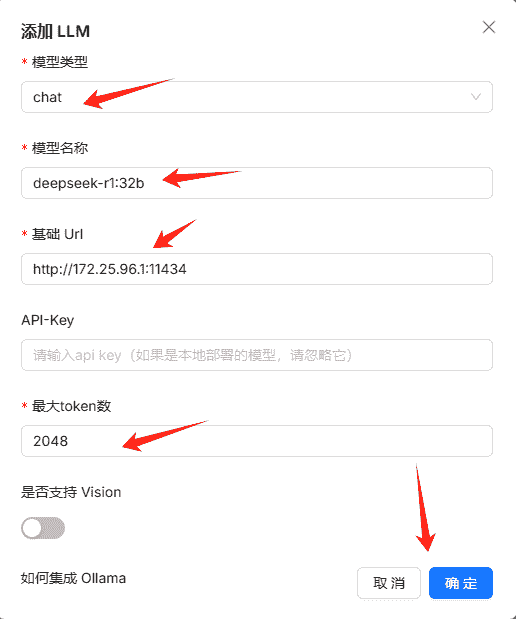 添加 LLM
* 模型类型
chat
* 模型名称
deepseek-r1:32b
* 基础 Url
http://172.25.96.1:11434
API-Key
请输入api key（如果是本地部署的模型，请忽略它）
* 最大token数
2048
是否支持 Vision
如何集成 Ollama
取 消
确 定